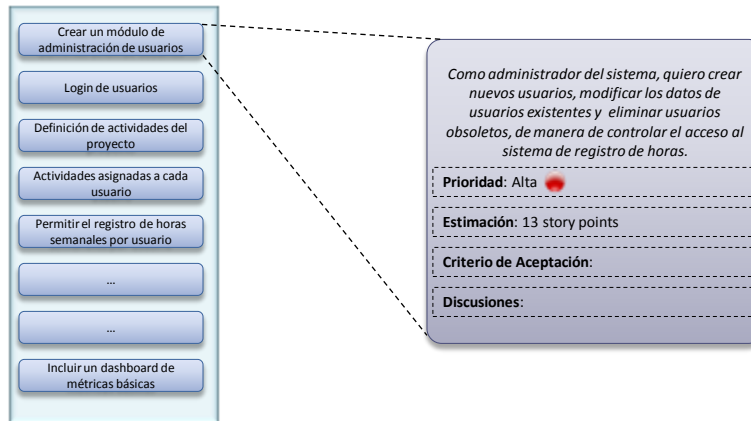 Crear un módulo de
administración de usuarios
Login de usuarios
Definición de actividades del
proyecto
Actividades asignadas a cada
usuario
Permitir el registro de horas
semanales por usuario
...
...
Incluir un dashboard de
métricas básicas
Como administrador del sistema, quiero crear
nuevos usuarios, modificar los datos de
usuarios existentes y eliminar usuarios
obsoletos, de manera de controlar el acceso al
sistema de registro de horas.
Prioridad: Alta
Estimación: 13 story points
Criterio de Aceptación:
Discusiones: